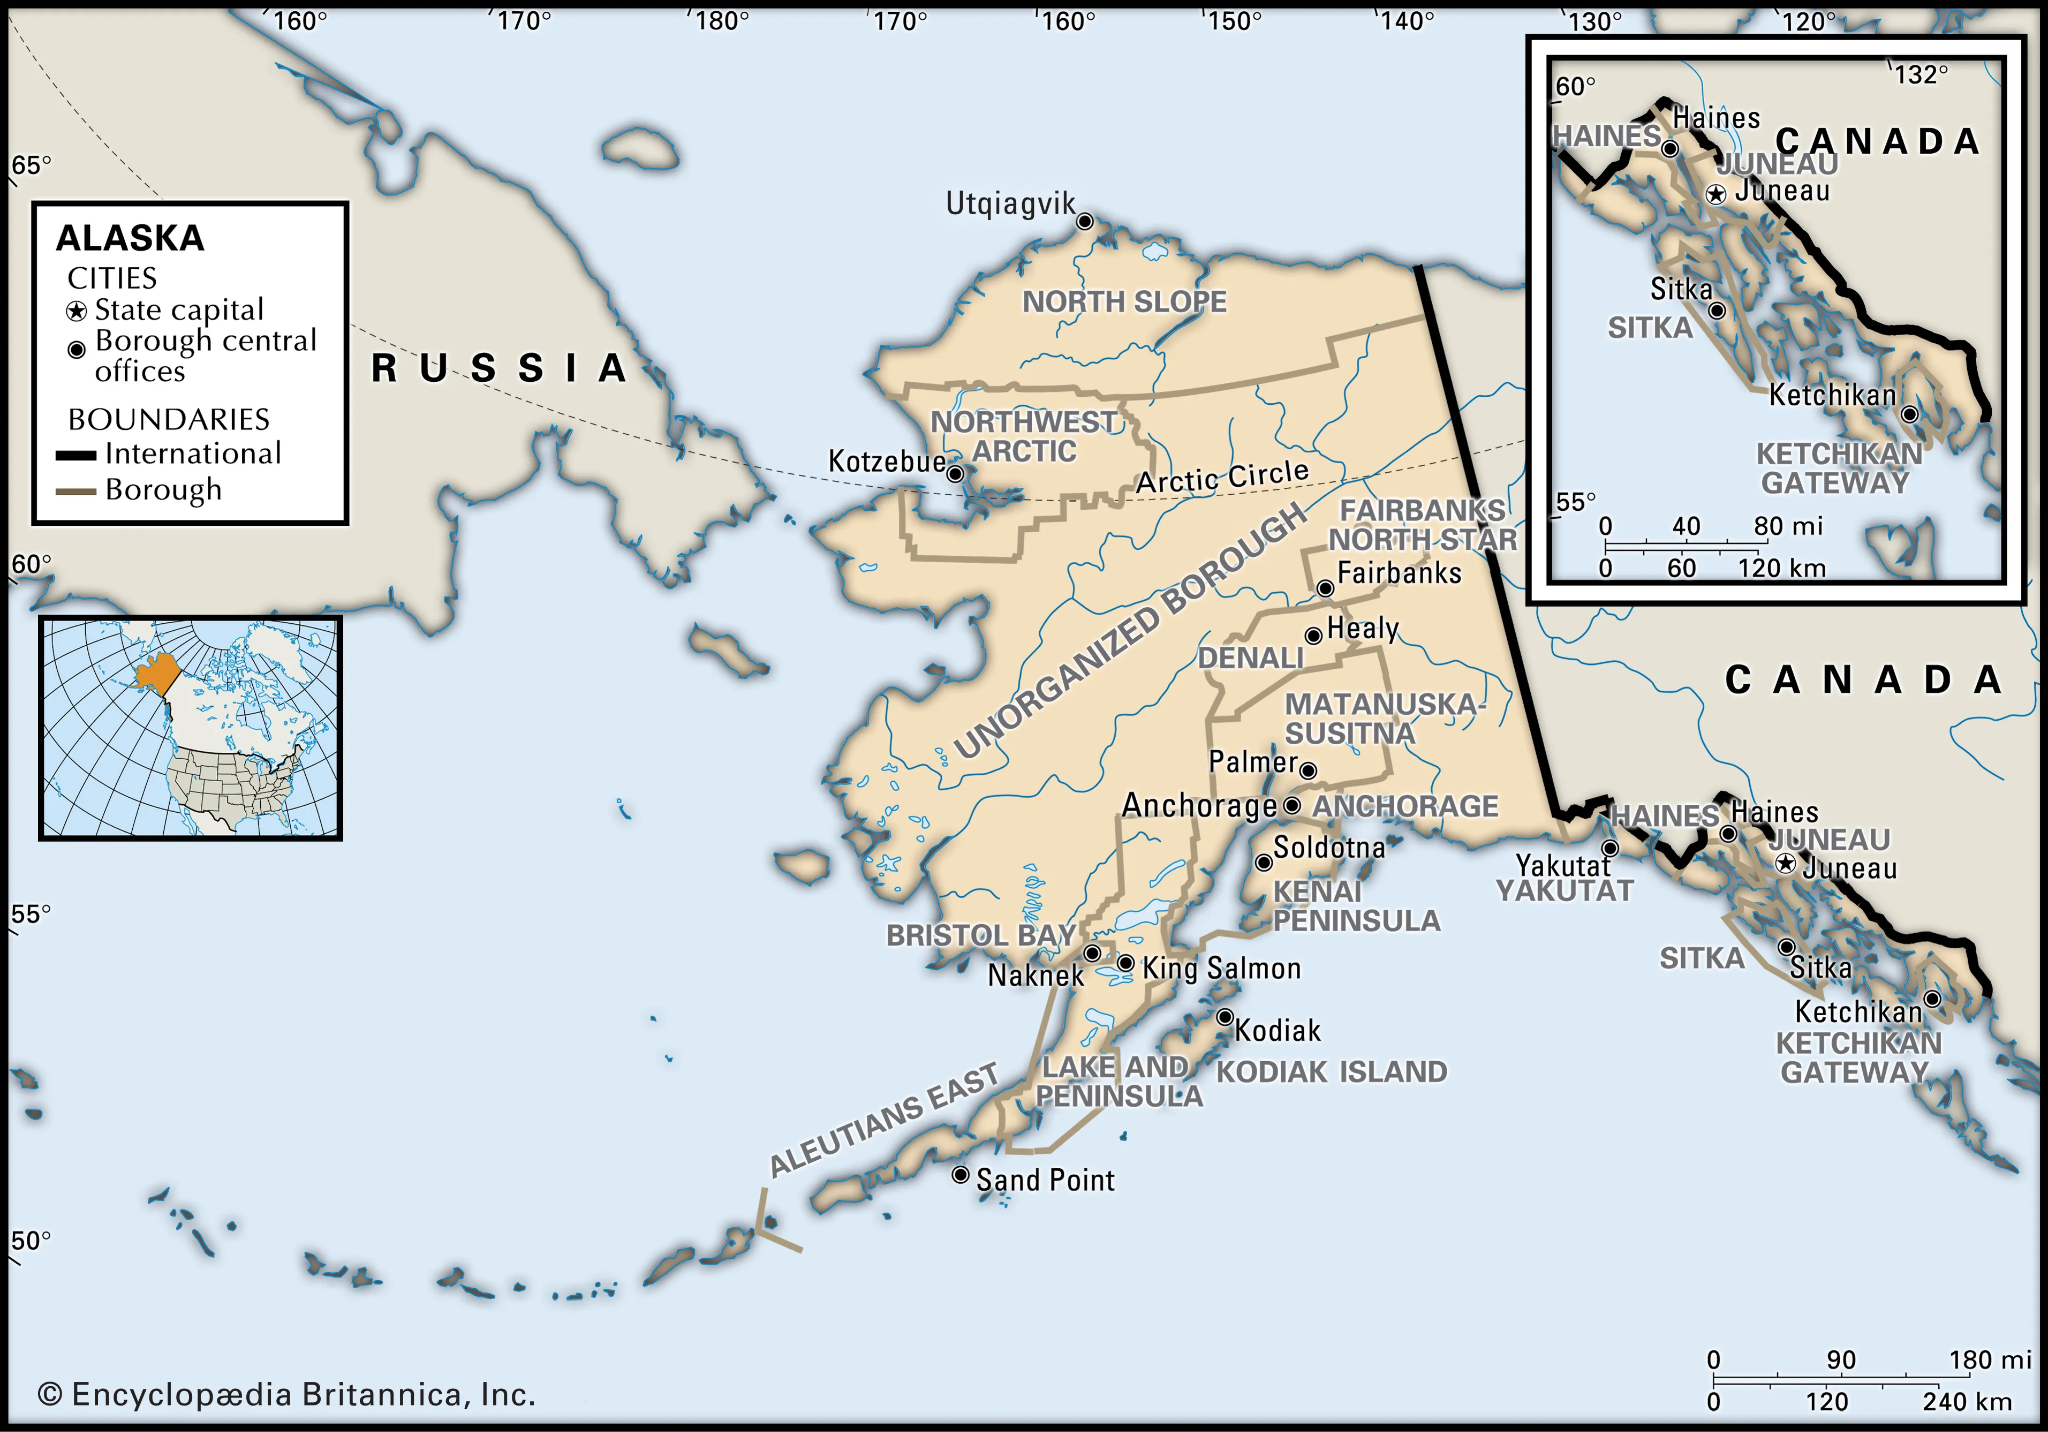 160°
170°
180°
170°
160°
150°
140°
130°
120°
65°
60°
55°
50°
ALASKA
CITIES
State capital
Borough central
offices
BOUNDARIES
International
Borough
RUSSIA
Utqiagvik
NORTH SLOPE
NORTHWEST
ARCTIC
Kotzebue
Arctic Circle
UNORGANIZED BOROUGH
FAIRBANKS
NORTH STAR
Fairbanks
Healy
DENALI
MATANUSKA-
SUSITNA
Palmer
Anchorage
ANCHORAGE
Soldotna
KENAI
PENINSULA
BRISTOL BAY
Naknek
King Salmon
Kodiak
KODIAK ISLAND
LAKE AND
PENINSULA
ALEUTIANS EAST
Sand Point
CANADA
Yakutat
YAKUTAT
HAINES
Haines
JUNEAU
Juneau
SITKA
Sitka
Ketchikan
KETCHIKAN
GATEWAY
132°
60°
Haines
HAINES
CANADA
JUNEAU
Juneau
Sitka
SITKA
Ketchikan
KETCHIKAN
GATEWAY
55°
0 40 80 mi
0 60 120 km
0 90 180 mi
0 120 240 km
© Encyclopædia Britannica, Inc.